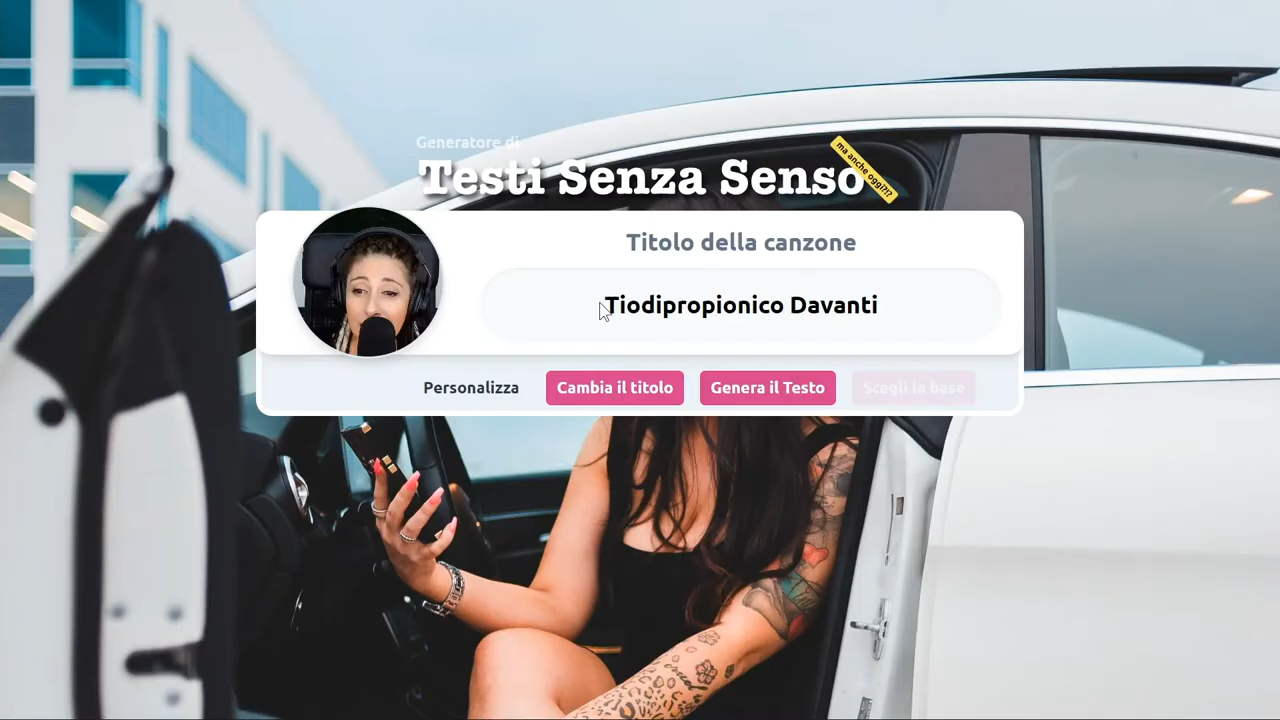 Generatore di
Testi Senza Senso
ma anche oggi?!?
Titolo della canzone
Tiodipropionico Davanti
Personalizza
Cambia il titolo
Genera il Testo
Scegli la base